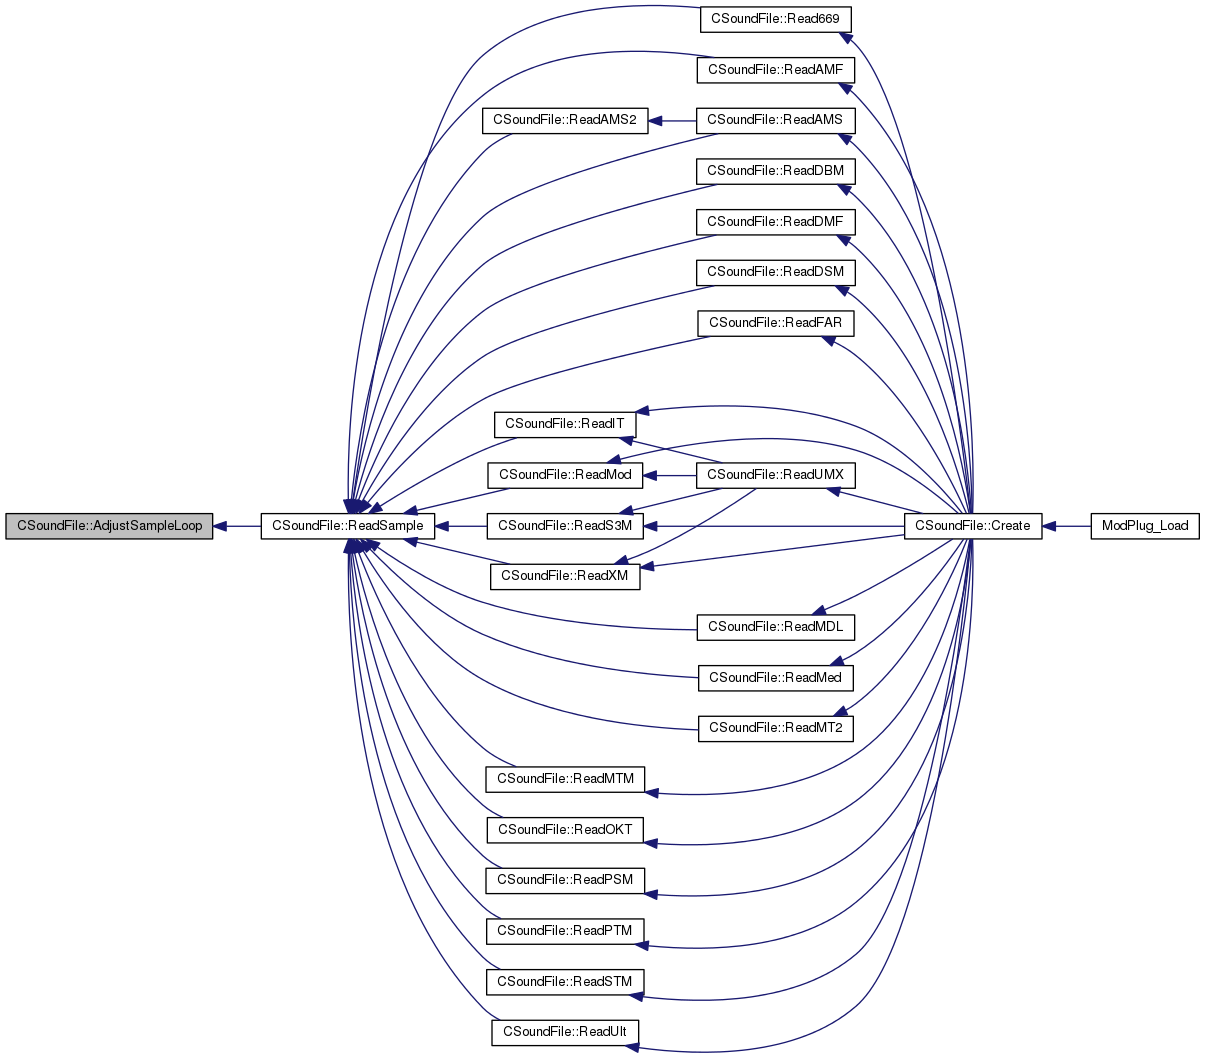 CSoundFile::Read669
CSoundFile::ReadAMF
CSoundFile::ReadAMS2
CSoundFile::ReadAMS
CSoundFile::ReadDBM
CSoundFile::ReadDMF
CSoundFile::ReadDSM
CSoundFile::ReadFAR
CSoundFile::ReadIT
CSoundFile::ReadMod
CSoundFile::ReadUMX
CSoundFile::AdjustSampleLoop
CSoundFile::ReadSample
CSoundFile::ReadS3M
CSoundFile::Create
ModPlug_Load
CSoundFile::ReadXM
CSoundFile::ReadMDL
CSoundFile::ReadMed
CSoundFile::ReadMT2
CSoundFile::ReadMTM
CSoundFile::ReadOKT
CSoundFile::ReadPSM
CSoundFile::ReadPTM
CSoundFile::ReadSTM
CSoundFile::ReadUlt